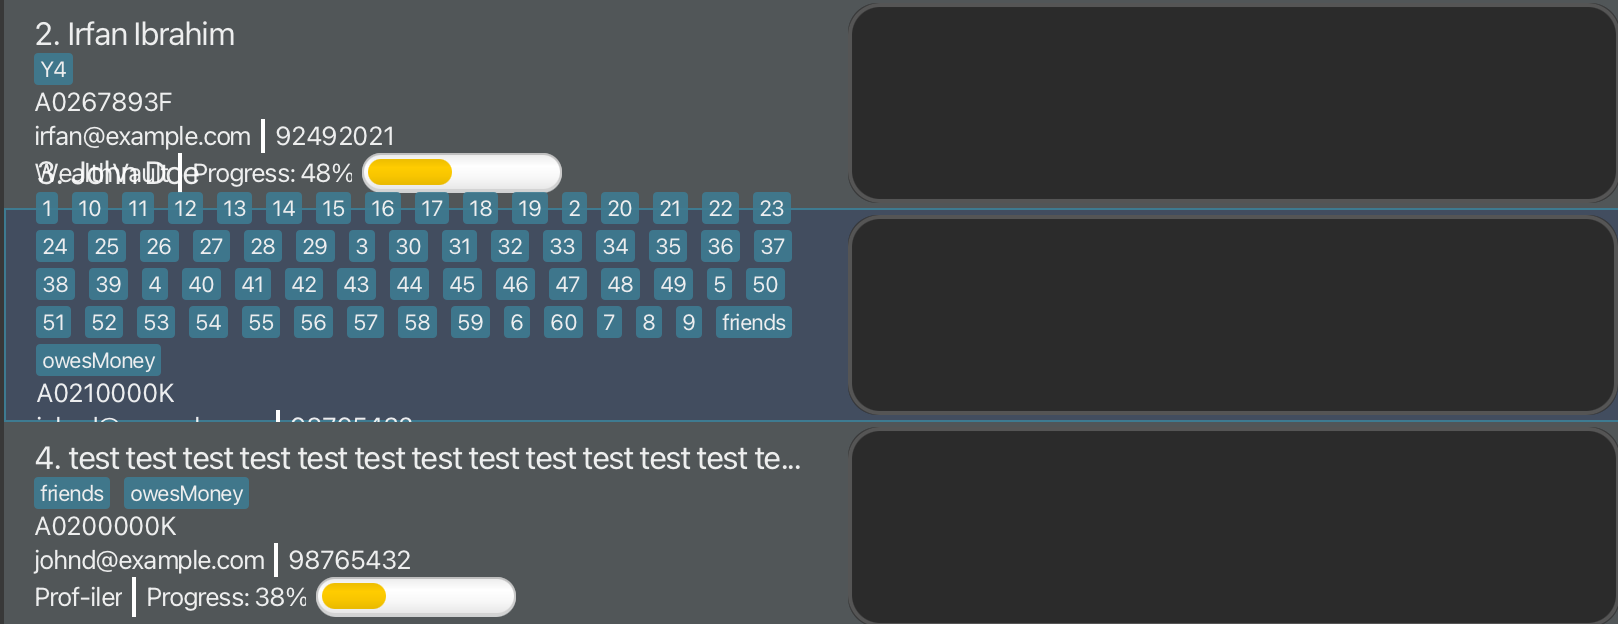 2. Irfan Ibrahim
Y4
A0267893F
irfan@example.com | 92492021
WealthVault | Progress: 48%
3. John Doe
1 10 11 12 13 14 15 16 17 18 19 2 20 21 22 23
24 25 26 27 28 29 3 30 31 32 33 34 35 36 37
38 39 4 40 41 42 43 44 45 46 47 48 49 5 50
51 52 53 54 55 56 57 58 59 6 60 7 8 9 friends
owesMoney
A0210000K
4. test test test test test test test test test test test test te...
friends owesMoney
A0200000K
johnd@example.com | 98765432
Prof-iler | Progress: 38%